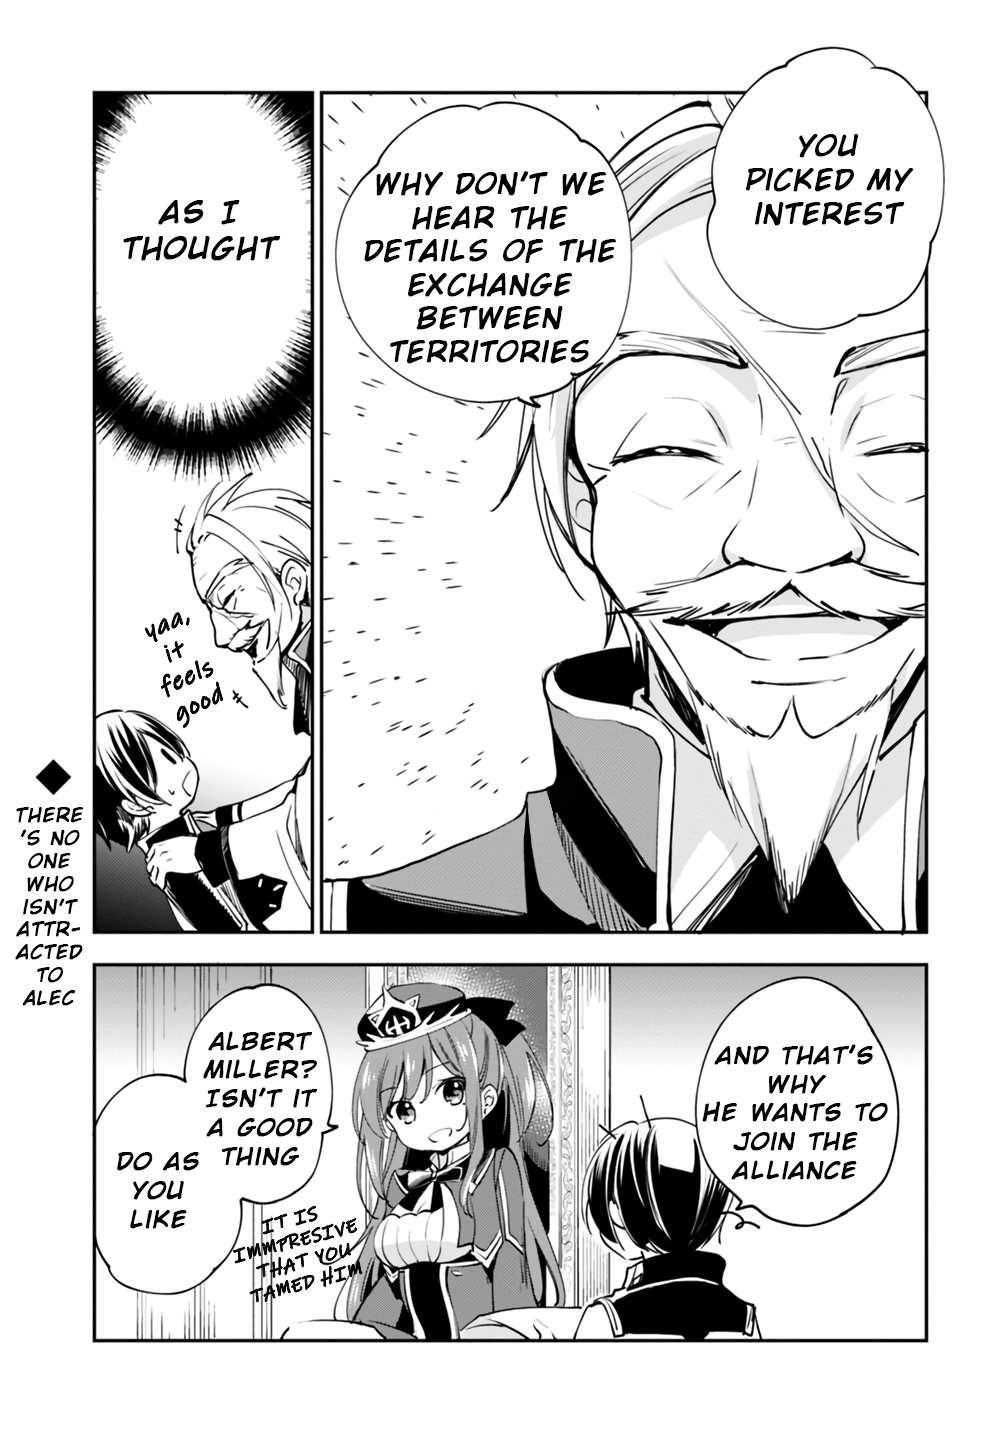 YOU
PICKED MY
INTEREST
WHY DON'T WE
HEAR THE
DETAILS OF THE
EXCHANGE
BETWEEN
TERRITORIES
AS I
THOUGHT
yaa,
it
feels
good
THERE
'S NO
ONE
WHO
ISN'T
ATTR-
ACTED
TO
ALEC
AND THAT'S
WHY
HE WANTS TO
JOIN THE
ALLIANCE
ALBERT
MILLER?
ISN'T IT
A GOOD
THING
DO AS
YOU
LIKE
IT IS
IMMPRESIVE
THAT YOU
TAMED HIM